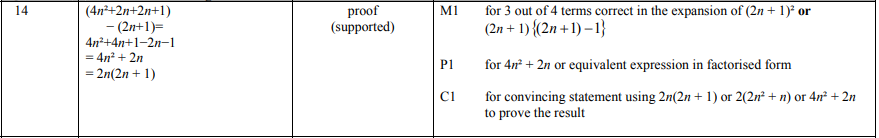 14
(4n²+2n+2n+1)
− (2n+1)=
4n²+4n+1−2n−1
= 4n² + 2n
= 2n(2n + 1)
proof
(supported)
M1 for 3 out of 4 terms correct in the expansion of (2n + 1)² or
(2n + 1) {(2n + 1) − 1}
P1 for 4n² + 2n or equivalent expression in factorised form
C1 for convincing statement using 2n(2n + 1) or 2(2n² + n) or 4n² + 2n
to prove the result